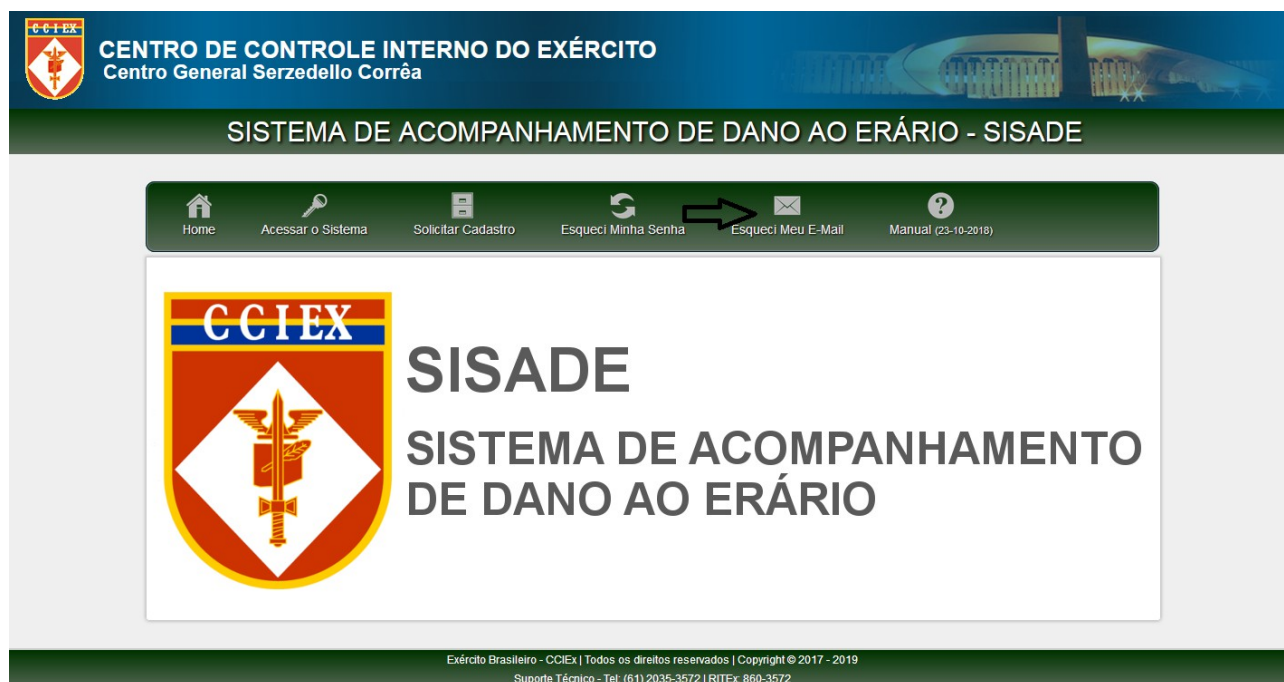 CCIEX
CENTRO DE CONTROLE INTERNO DO EXÉRCITO
Centro General Serzedello Corrêa
SISTEMA DE ACOMPANHAMENTO DE DANO AO ERÁRIO - SISADE
Home Acessar o Sistema Solicitar Cadastro Esqueci Minha Senha Esqueci Meu E-Mail Manual (23-10-2018)
CCIEX
SISADE
SISTEMA DE ACOMPANHAMENTO
DE DANO AO ERÁRIO
Exército Brasileiro - CCIEx | Todos os direitos reservados | Copyright © 2017 - 2019
Suporte Técnico - Tel: (61) 2035-3572 | RITEx: 860-3572